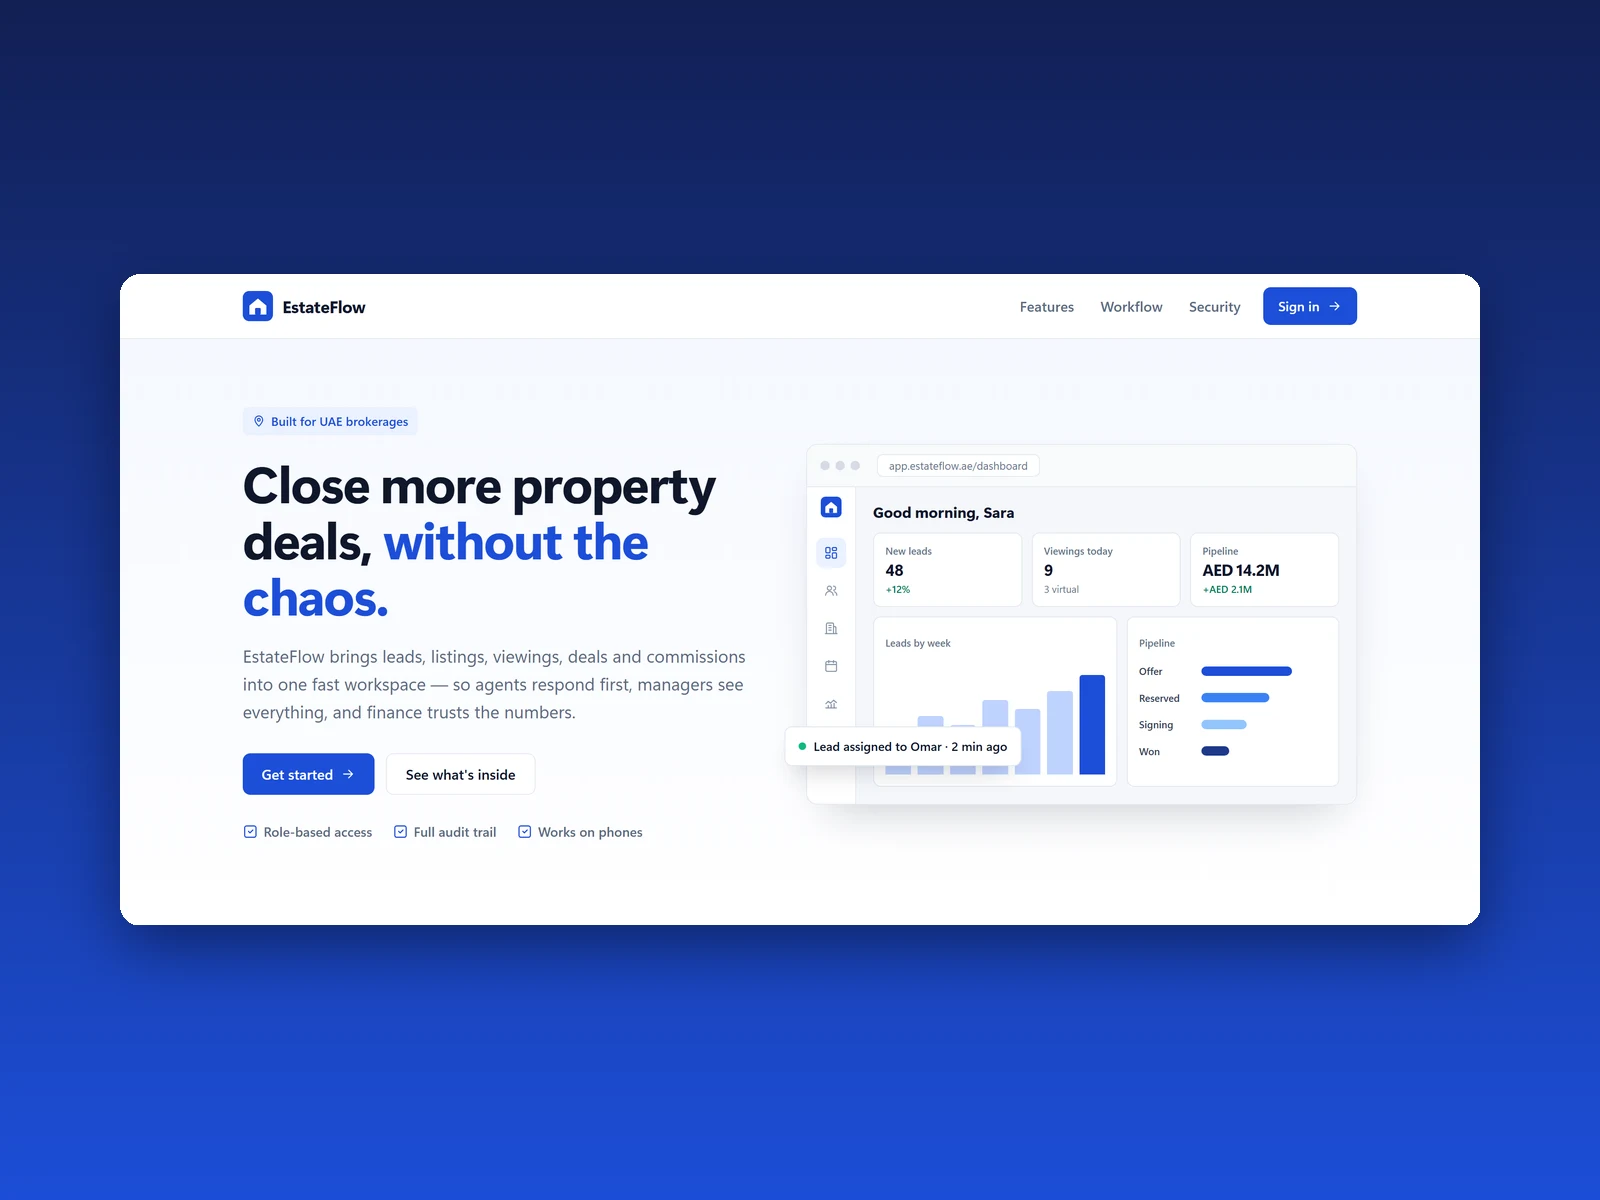 EstateFlow
Features
Workflow
Security
Sign in
Built for UAE brokerages
Close more property
deals, without the
chaos.
EstateFlow brings leads, listings, viewings, deals and commissions
into one fast workspace — so agents respond first, managers see
everything, and finance trusts the numbers.
Get started
See what's inside
Role-based access
Full audit trail
Works on phones
app.estateflow.ae/dashboard
Good morning, Sara
New leads
48
+12%
Viewings today
9
3 virtual
Pipeline
AED 14.2M
+AED 2.1M
Leads by week
Lead assigned to Omar · 2 min ago
Pipeline
Offer
Reserved
Signing
Won